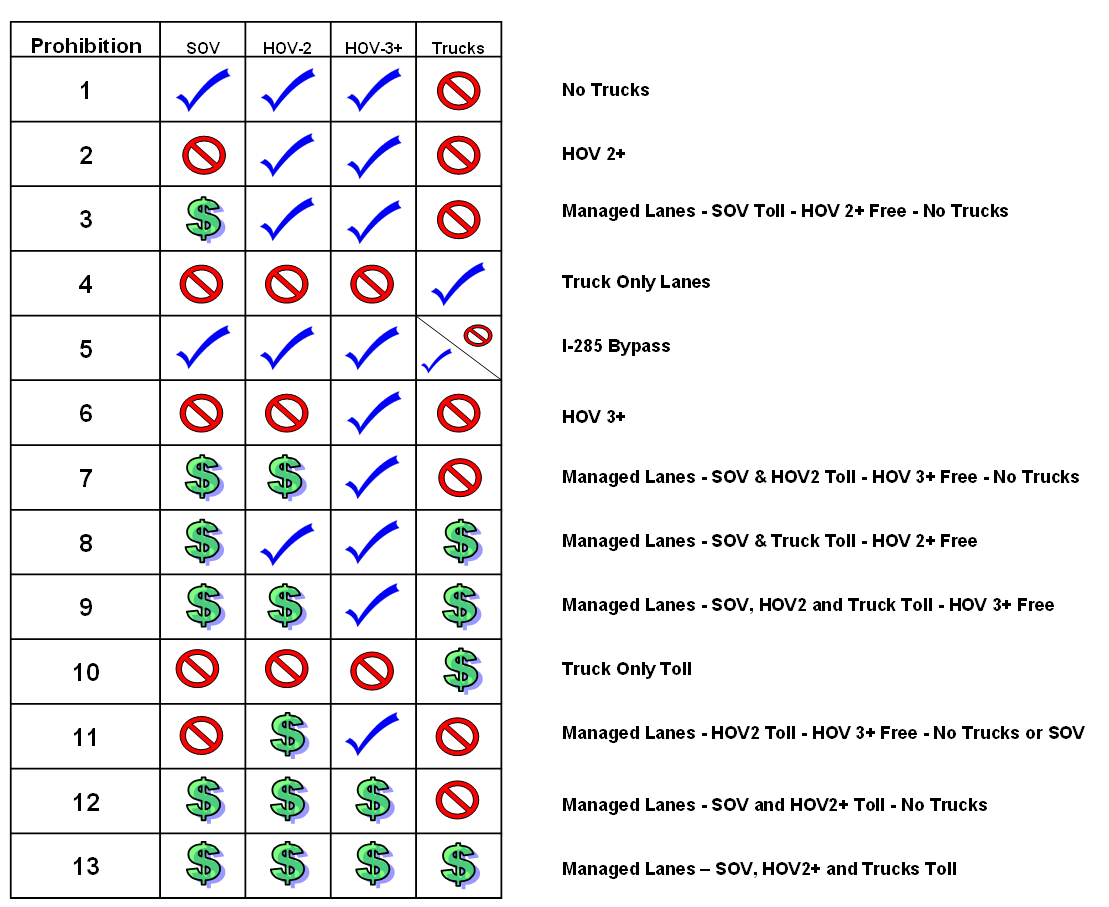 Prohibition SOV HOV-2 HOV-3+ Trucks
1 No Trucks
2 HOV 2+
3 $ Managed Lanes - SOV Toll - HOV 2+ Free - No Trucks
4 Truck Only Lanes
5 I-285 Bypass
6 HOV 3+
7 $ $ Managed Lanes - SOV & HOV2 Toll - HOV 3+ Free - No Trucks
8 $ $ Managed Lanes - SOV & Truck Toll - HOV 2+ Free
9 $ $ $ Managed Lanes - SOV, HOV2 and Truck Toll - HOV 3+ Free
10 $ Truck Only Toll
11 $ Managed Lanes - HOV2 Toll - HOV 3+ Free - No Trucks or SOV
12 $ $ $ Managed Lanes - SOV and HOV2+ Toll - No Trucks
13 $ $ $ $ Managed Lanes – SOV, HOV2+ and Trucks Toll